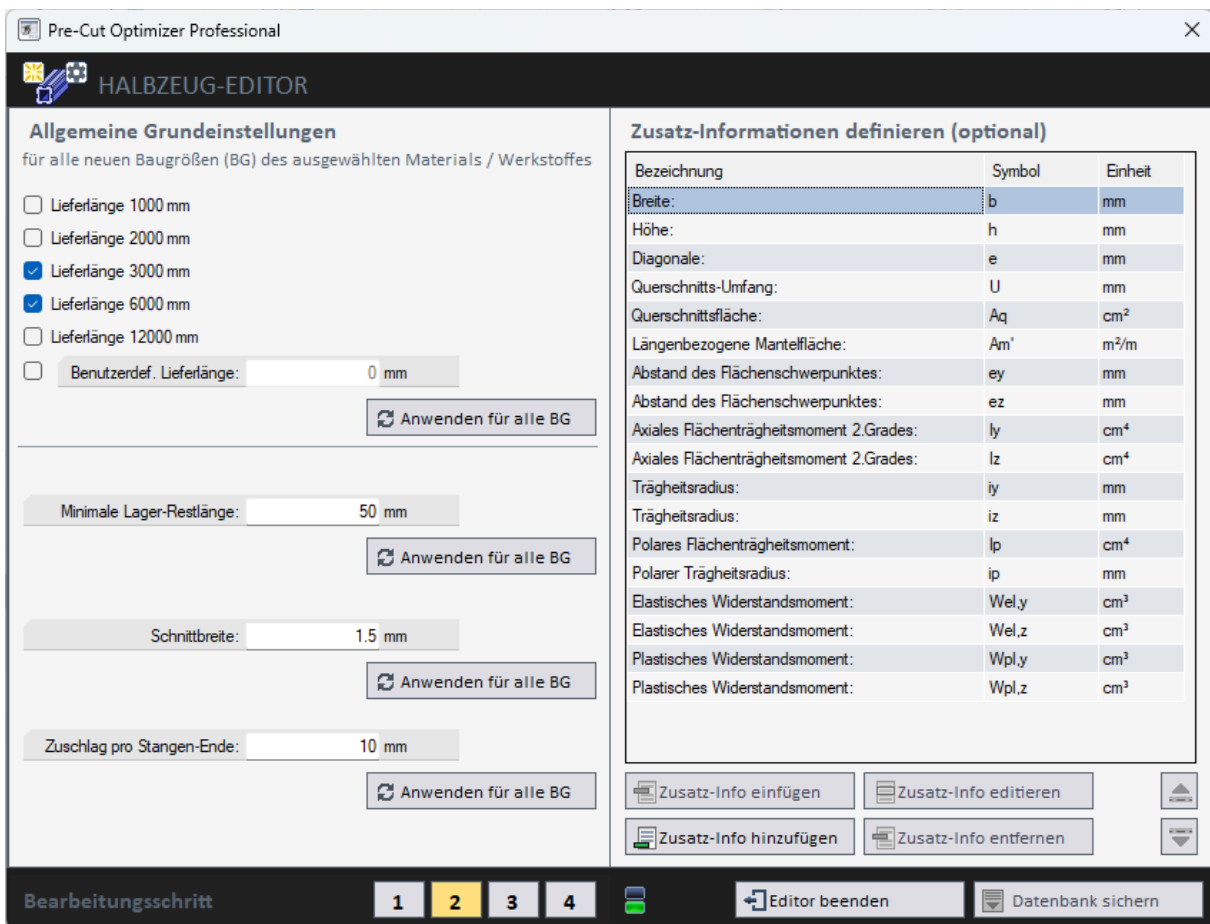 Pre-Cut Optimizer Professional
HALBZEUG-EDITOR
Allgemeine Grundeinstellungen
für alle neuen Baugrößen (BG) des ausgewählten Materials / Werkstoffes
Lieferlänge 1000 mm
Lieferlänge 2000 mm
Lieferlänge 3000 mm
Lieferlänge 6000 mm
Lieferlänge 12000 mm
Benutzerdef. Lieferlänge: 0 mm
Anwenden für alle BG
Minimale Lager-Restlänge: 50 mm
Anwenden für alle BG
Schnittbreite: 1.5 mm
Anwenden für alle BG
Zuschlag pro Stangen-Ende: 10 mm
Anwenden für alle BG
Zusatz-Informationen definieren (optional)
Bezeichnung Symbol Einheit
Breite: b mm
Höhe: h mm
Diagonale: e mm
Querschnitts-Umfang: U mm
Querschnittsfläche: Aq cm²
Längenbezogene Mantelfläche: Am' m²/m
Abstand des Flächenschwerpunktes: ey mm
Abstand des Flächenschwerpunktes: ez mm
Axiales Flächenträgheitsmoment 2.Grades: Iy cm⁴
Axiales Flächenträgheitsmoment 2.Grades: Iz cm⁴
Trägheitsradius: iy mm
Trägheitsradius: iz mm
Polares Flächenträgheitsmoment: Ip cm⁴
Polarer Trägheitsradius: ip mm
Elastisches Widerstandsmoment: Wel,y cm³
Elastisches Widerstandsmoment: Wel,z cm³
Plastisches Widerstandsmoment: Wpl,y cm³
Plastisches Widerstandsmoment: Wpl,z cm³
Zusatz-Info einfügen Zusatz-Info editieren
Zusatz-Info hinzufügen Zusatz-Info entfernen
Bearbeitungsschritt 1 2 3 4 Editor beenden Datenbank sichern